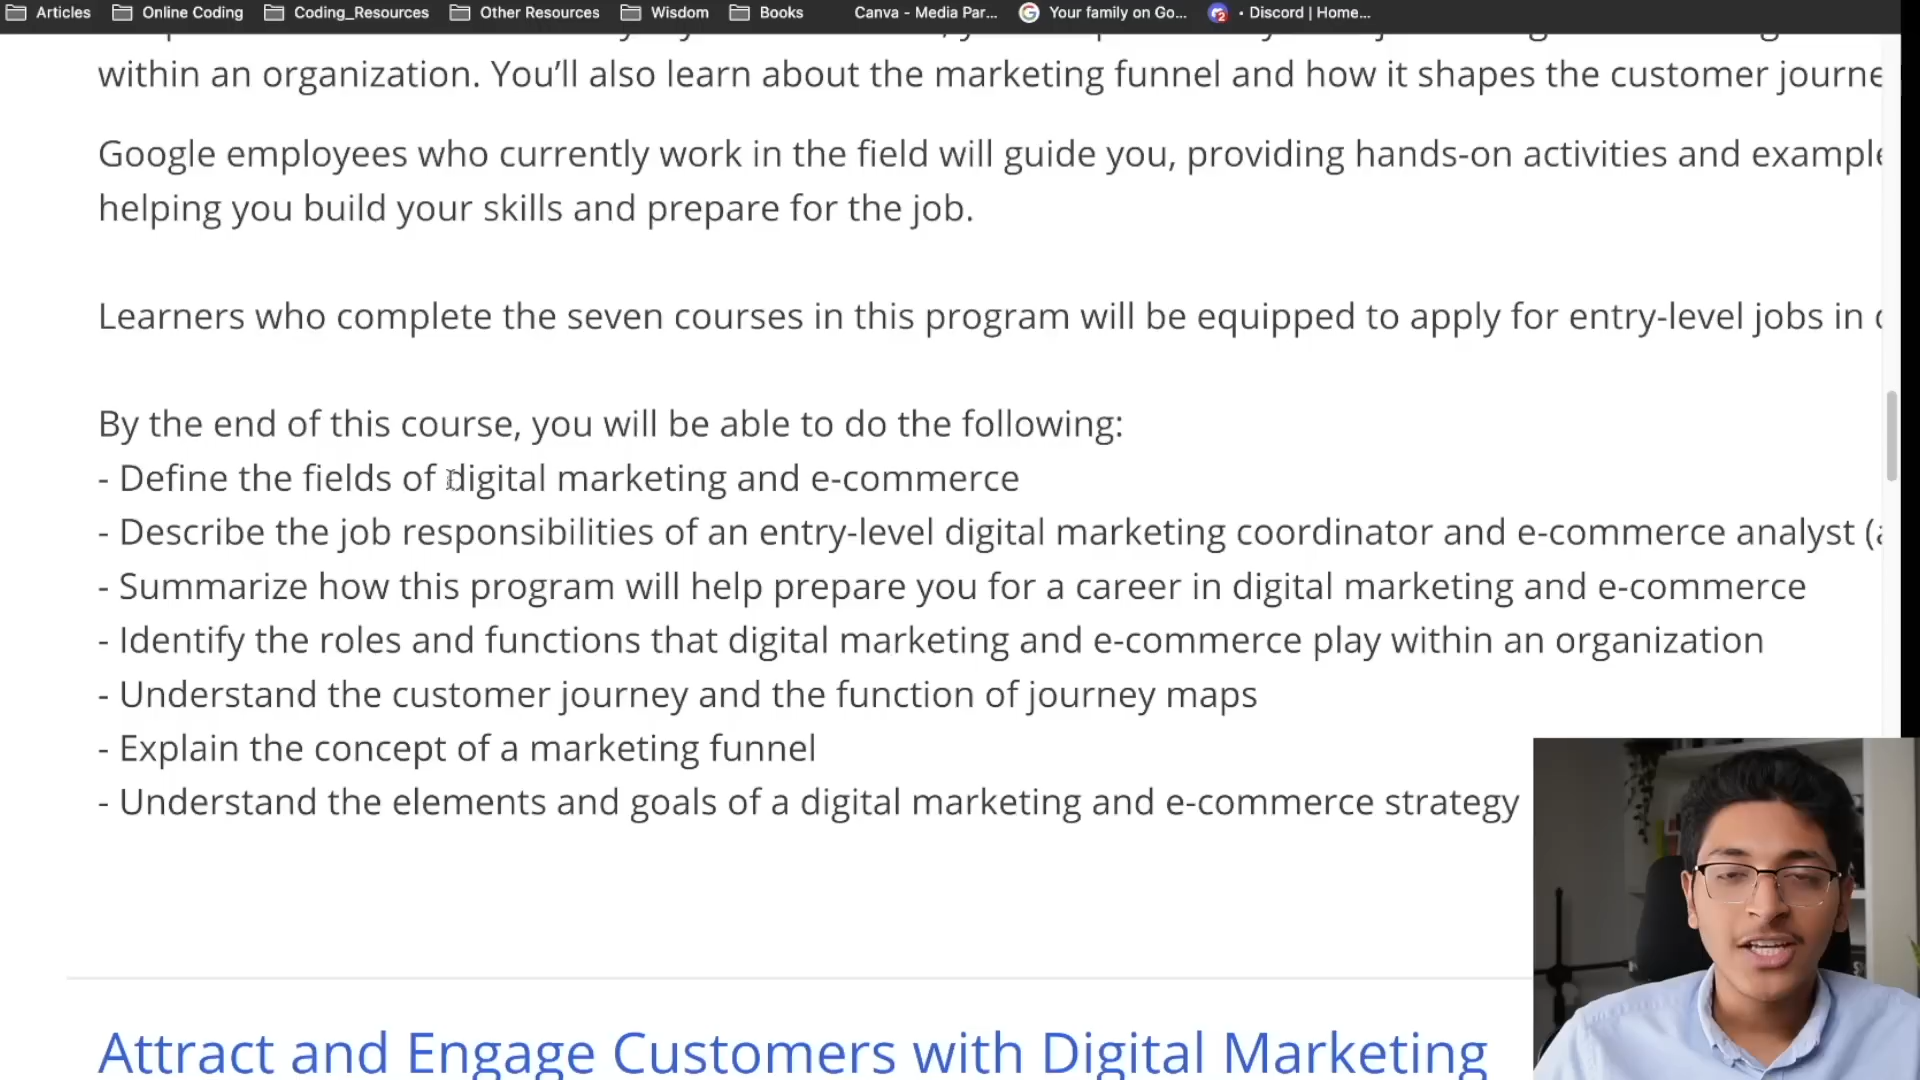 Articles Online Coding Coding_Resources Other Resources Wisdom Books Canva - Media Par... Your family on Go... 2 • Discord | Home...
within an organization. You’ll also learn about the marketing funnel and how it shapes the customer journe
Google employees who currently work in the field will guide you, providing hands-on activities and example
helping you build your skills and prepare for the job.
Learners who complete the seven courses in this program will be equipped to apply for entry-level jobs in
By the end of this course, you will be able to do the following:
- Define the fields of digital marketing and e-commerce
- Describe the job responsibilities of an entry-level digital marketing coordinator and e-commerce analyst (
- Summarize how this program will help prepare you for a career in digital marketing and e-commerce
- Identify the roles and functions that digital marketing and e-commerce play within an organization
- Understand the customer journey and the function of journey maps
- Explain the concept of a marketing funnel
- Understand the elements and goals of a digital marketing and e-commerce strategy
Attract and Engage Customers with Digital Marketing